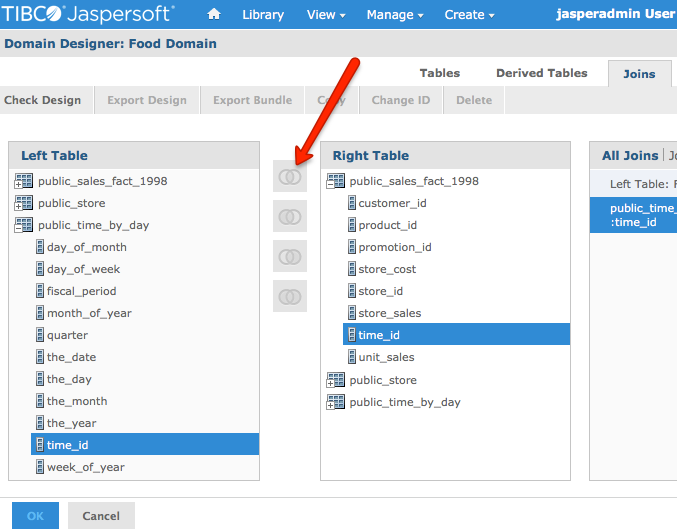 TIBCO Jaspersoft® Library View Manage Create jasperadmin User
Domain Designer: Food Domain
Tables Derived Tables Joins
Check Design Export Design Export Bundle Change ID Delete
Left Table
public_sales_fact_1998
public_store
public_time_by_day
day_of_month
day_of_week
fiscal_period
month_of_year
quarter
the_date
the_day
the_month
the_year
time_id
week_of_year
Right Table
public_sales_fact_1998
customer_id
product_id
promotion_id
store_cost
store_id
store_sales
time_id
unit_sales
public_store
public_time_by_day
All Joins Jo
Left Table: F
public_time_
:time_id
OK Cancel